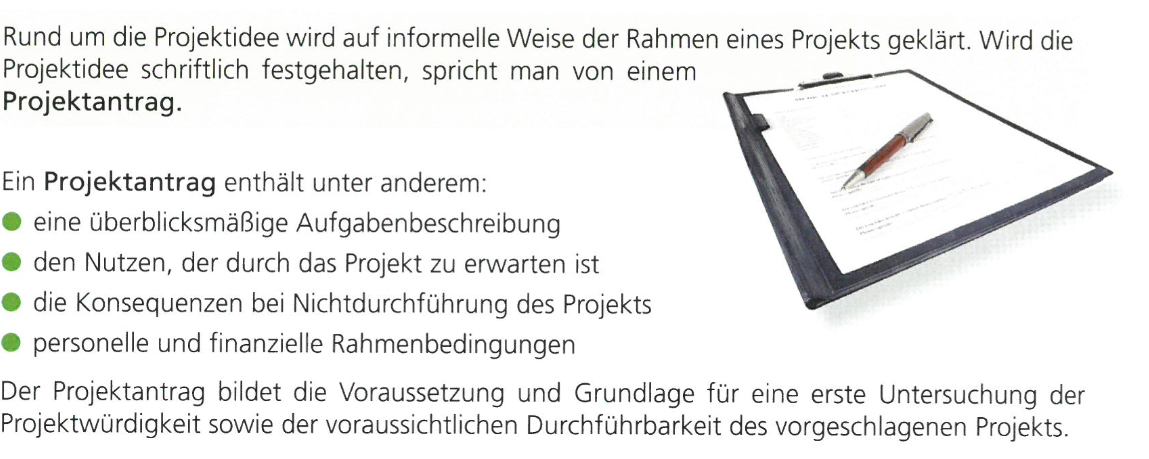 Rund um die Projektidee wird auf informelle Weise der Rahmen eines Projekts geklärt. Wird die
Projektidee schriftlich festgehalten, spricht man von einem
Projektantrag.
Ein Projektantrag enthält unter anderem:
● eine überblicksmäßige Aufgabenbeschreibung
● den Nutzen, der durch das Projekt zu erwarten ist
● die Konsequenzen bei Nichtdurchführung des Projekts
● personelle und finanzielle Rahmenbedingungen
Der Projektantrag bildet die Voraussetzung und Grundlage für eine erste Untersuchung der
Projektwürdigkeit sowie der voraussichtlichen Durchführbarkeit des vorgeschlagenen Projekts.